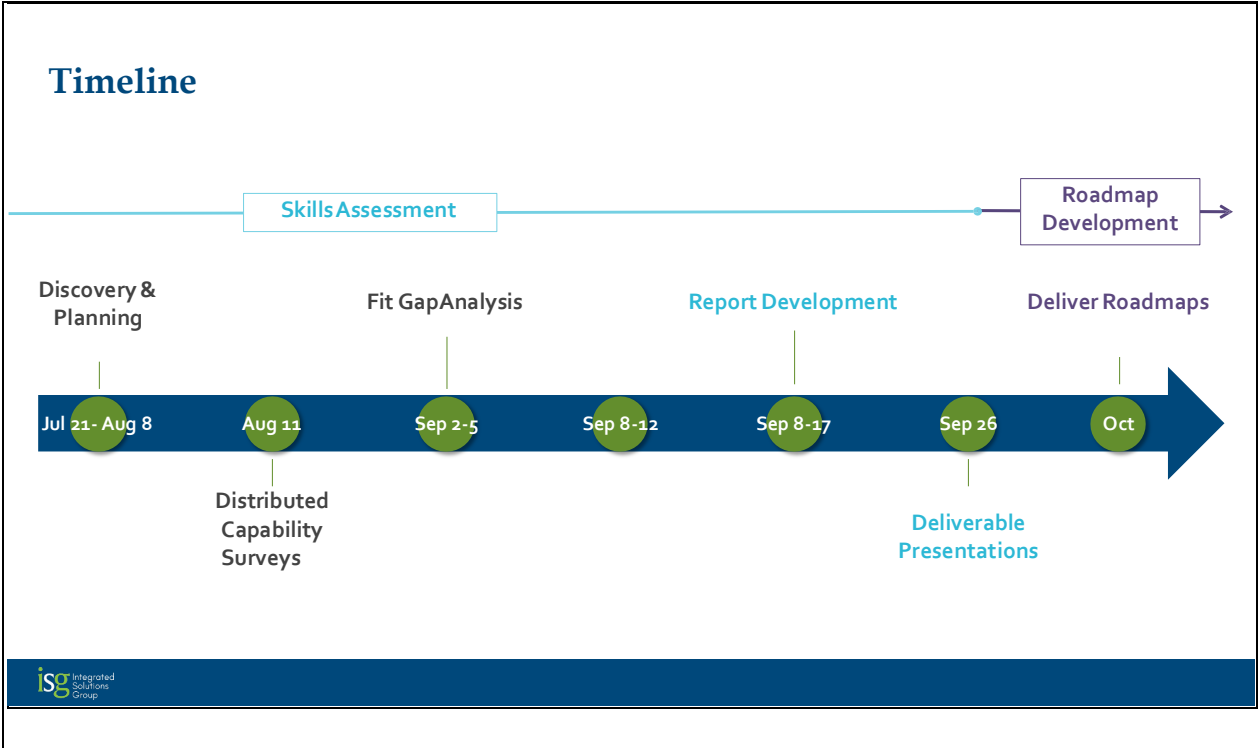 Timeline
Skills Assessment
Roadmap
Development
Discovery &
Planning
Fit Gap Analysis
Report Development
Deliver Roadmaps
Jul 21- Aug 8
Aug 11
Sep 2-5
Sep 8-12
Sep 8-17
Sep 26
Oct
Distributed
Capability
Surveys
Deliverable
Presentations
isg Integrated
Solutions
Group